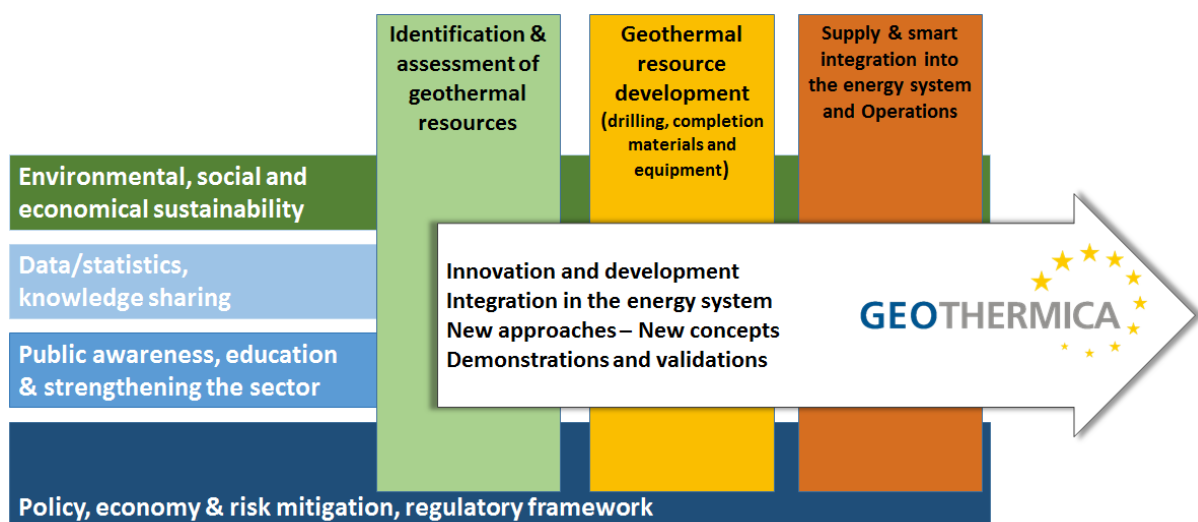 Identification &
assessment of
geothermal
resources
Geothermal
resource
development
(drilling, completion
materials and
equipment)
Supply & smart
integration into
the energy system
and Operations
Environmental, social and
economical sustainability
Data/statistics,
knowledge sharing
Public awareness, education
& strengthening the sector
Innovation and development
Integration in the energy system
New approaches – New concepts
Demonstrations and validations
GEOTHERMICA
Policy, economy & risk mitigation, regulatory framework